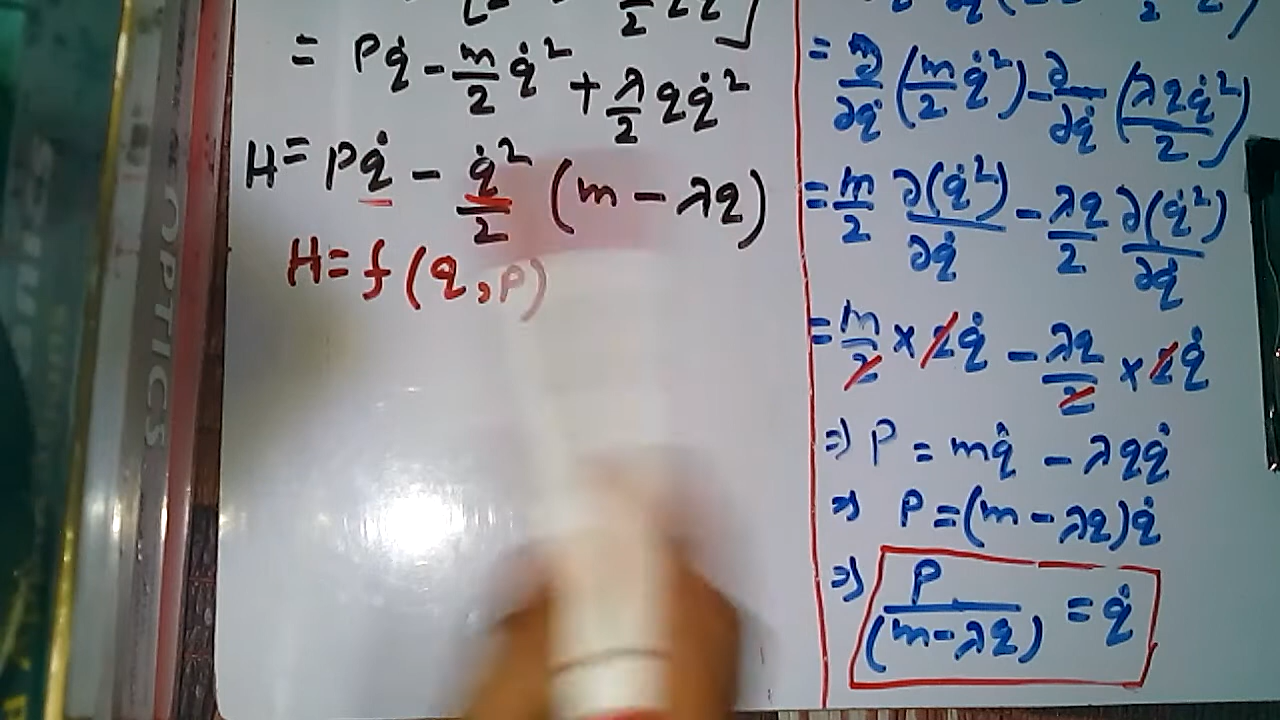 = Pq̇ - m/2 q̇² + λ/2 qq̇²
H = Pq̇ - q̇²/2 (m - λq)
H = f(q, P)
= ∂/∂q̇ (m/2 q̇²) - ∂/∂q̇ (λqq̇²/2)
= m/2 ∂(q̇²)/∂q̇ - λq/2 ∂(q̇²)/∂q̇
= m/2 × 2q̇ - λq/2 × 2q̇
⇒ P = mq̇ - λqq̇
⇒ P = (m - λq)q̇
⇒ P/(m - λq) = q̇
OPTICS